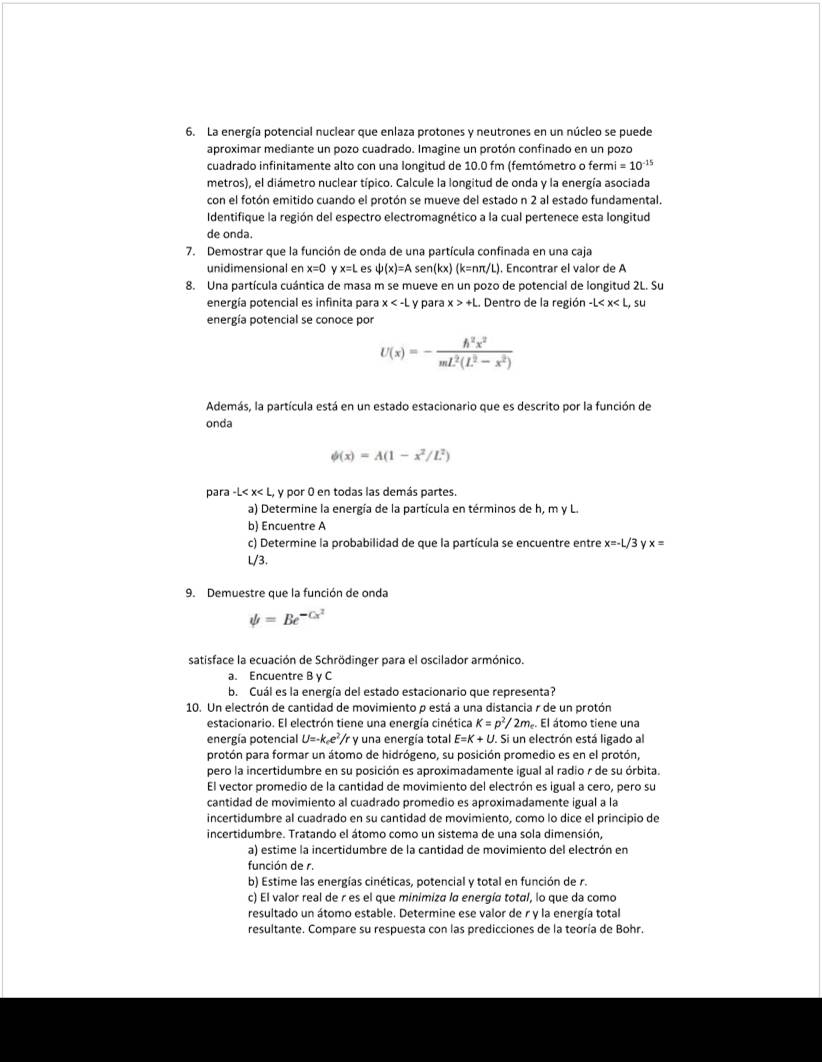 6. La energía potencial nuclear que enlaza protones y neutrones en un núcleo se puede
aproximar mediante un pozo cuadrado. Imagine un protón confinado en un pozo
cuadrado infinitamente alto con una longitud de 10.0 fm (femtómetro o fermi = 10⁻¹⁵
metros), el diámetro nuclear típico. Calcule la longitud de onda y la energía asociada
con el fotón emitido cuando el protón se mueve del estado n 2 al estado fundamental.
Identifique la región del espectro electromagnético a la cual pertenece esta longitud
de onda.
7. Demostrar que la función de onda de una partícula confinada en una caja
unidimensional en x=0 y x=L es ψ(x)=A sen(kx) (k=nπ/L). Encontrar el valor de A
8. Una partícula cuántica de masa m se mueve en un pozo de potencial de longitud 2L. Su
energía potencial es infinita para x < -L y para x > +L. Dentro de la región -L< x< L, su
energía potencial se conoce por
U(x) = − ℏ²x² / mL²(L² − x²)
Además, la partícula está en un estado estacionario que es descrito por la función de
onda
ϕ(x) = A(1 − x²/L²)
para -L< x< L, y por 0 en todas las demás partes.
a) Determine la energía de la partícula en términos de h, m y L.
b) Encuentre A
c) Determine la probabilidad de que la partícula se encuentre entre x=-L/3 y x =
L/3.
9. Demuestre que la función de onda
ψ = Be^(−Cx²)
satisface la ecuación de Schrödinger para el oscilador armónico.
a. Encuentre B y C
b. Cuál es la energía del estado estacionario que representa?
10. Un electrón de cantidad de movimiento p está a una distancia r de un protón
estacionario. El electrón tiene una energía cinética K = p²/ 2mₑ. El átomo tiene una
energía potencial U=-kₑe²/r y una energía total E=K + U. Si un electrón está ligado al
protón para formar un átomo de hidrógeno, su posición promedio es en el protón,
pero la incertidumbre en su posición es aproximadamente igual al radio r de su órbita.
El vector promedio de la cantidad de movimiento del electrón es igual a cero, pero su
cantidad de movimiento al cuadrado promedio es aproximadamente igual a la
incertidumbre al cuadrado en su cantidad de movimiento, como lo dice el principio de
incertidumbre. Tratando el átomo como un sistema de una sola dimensión,
a) estime la incertidumbre de la cantidad de movimiento del electrón en
función de r.
b) Estime las energías cinéticas, potencial y total en función de r.
c) El valor real de r es el que minimiza la energía total, lo que da como
resultado un átomo estable. Determine ese valor de r y la energía total
resultante. Compare su respuesta con las predicciones de la teoría de Bohr.